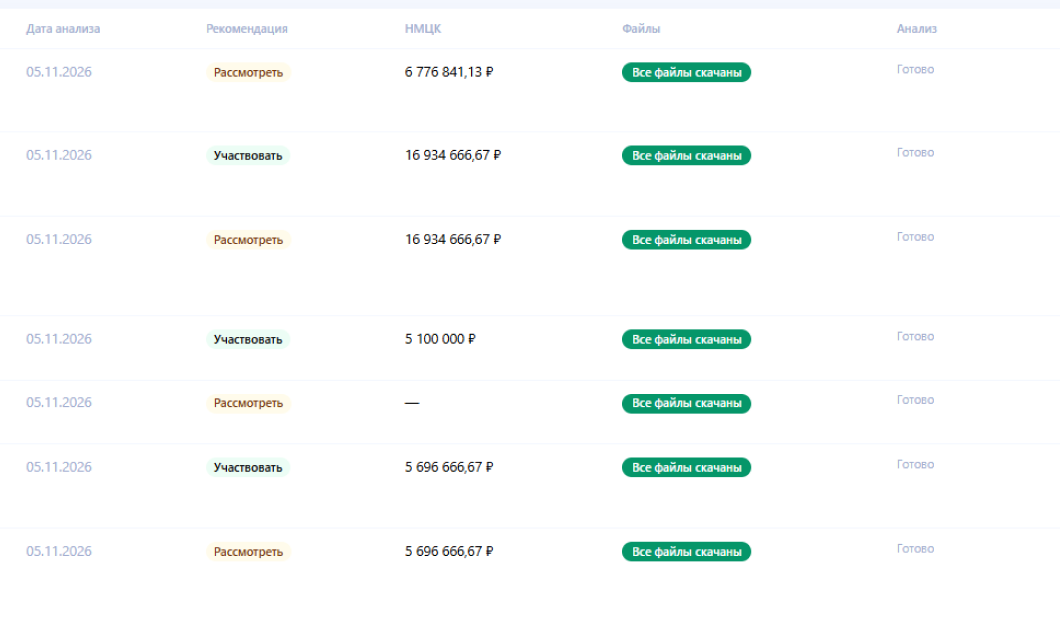 Дата анализа Рекомендация НМЦК Файлы Анализ
05.11.2026 Рассмотреть 6 776 841,13 ₽ Все файлы скачаны Готово
05.11.2026 Участвовать 16 934 666,67 ₽ Все файлы скачаны Готово
05.11.2026 Рассмотреть 16 934 666,67 ₽ Все файлы скачаны Готово
05.11.2026 Участвовать 5 100 000 ₽ Все файлы скачаны Готово
05.11.2026 Рассмотреть — Все файлы скачаны Готово
05.11.2026 Участвовать 5 696 666,67 ₽ Все файлы скачаны Готово
05.11.2026 Рассмотреть 5 696 666,67 ₽ Все файлы скачаны Готово